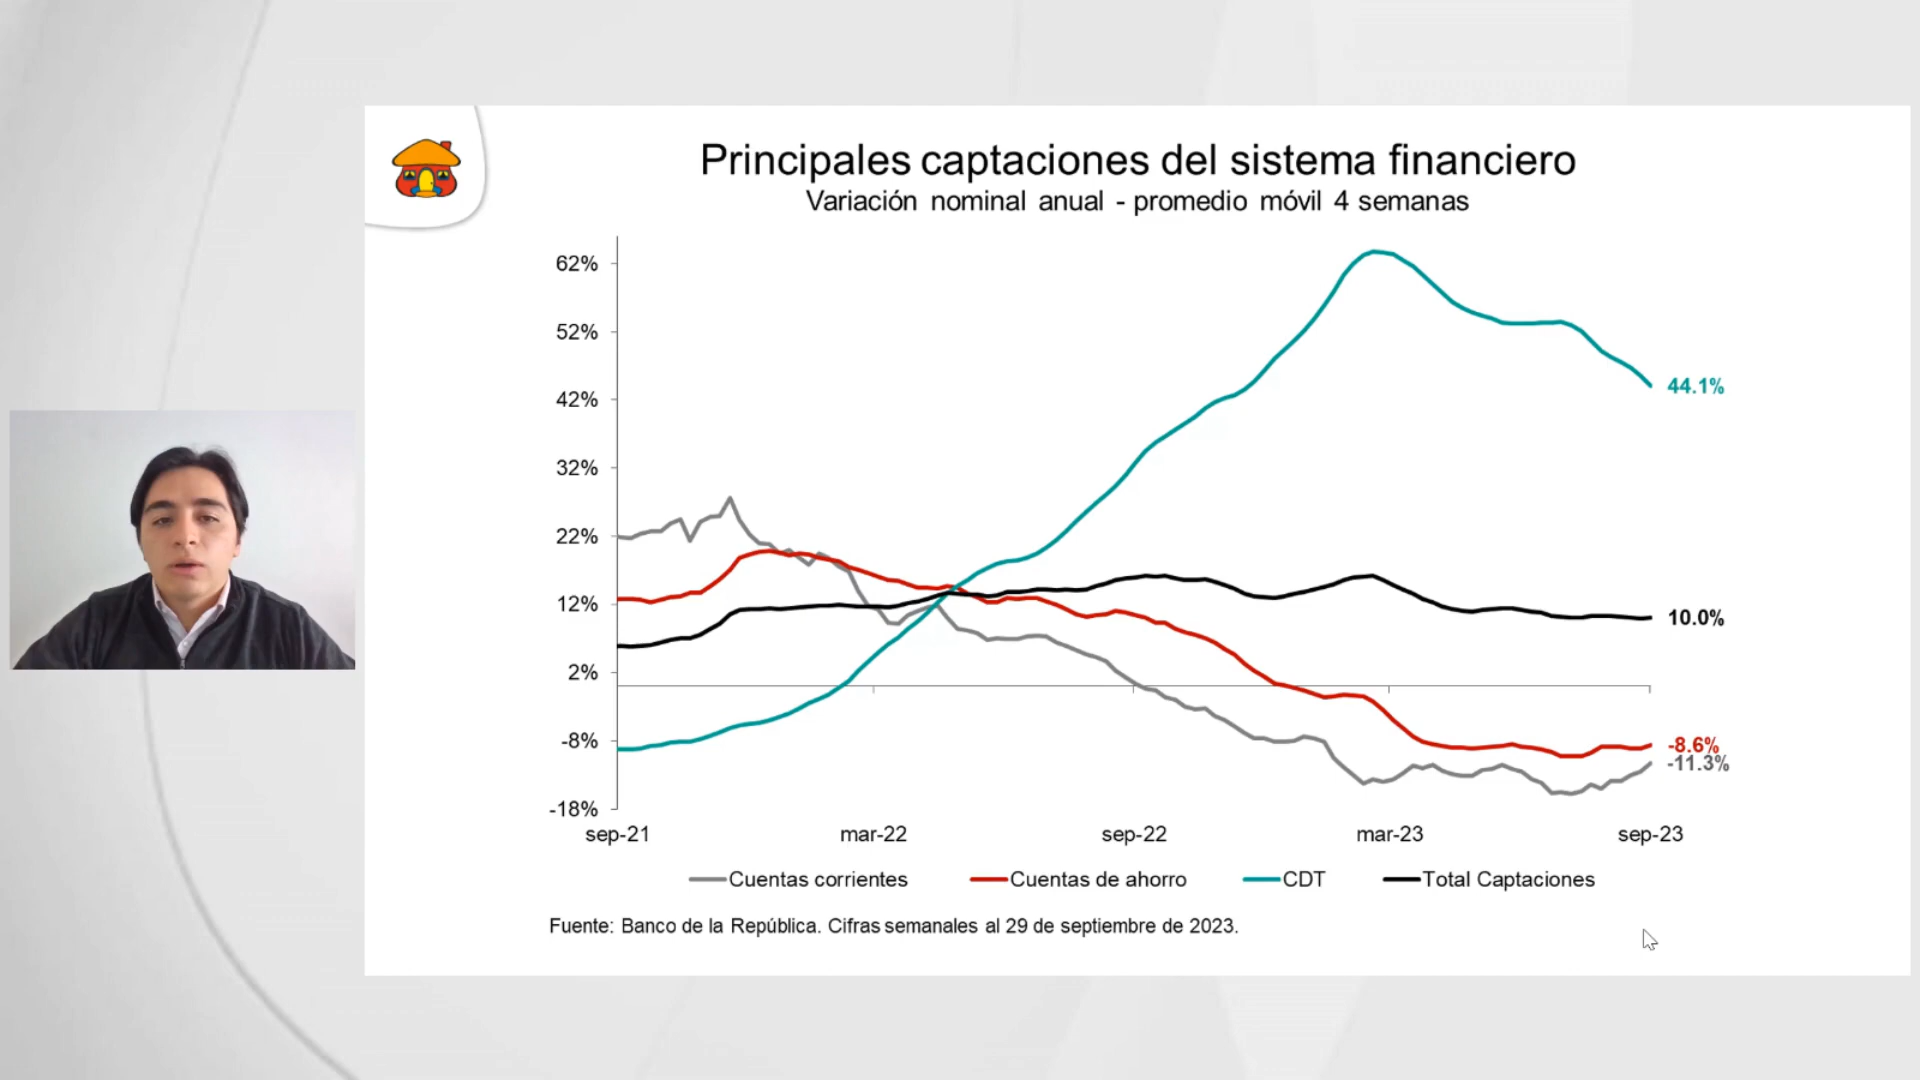 Principales captaciones del sistema financiero
Variación nominal anual - promedio móvil 4 semanas
62%
52%
42%
32%
22%
12%
2%
-8%
-18%
44.1%
10.0%
-8.6%
-11.3%
sep-21
mar-22
sep-22
mar-23
sep-23
Cuentas corrientes
Cuentas de ahorro
CDT
Total Captaciones
Fuente: Banco de la República. Cifras semanales al 29 de septiembre de 2023.